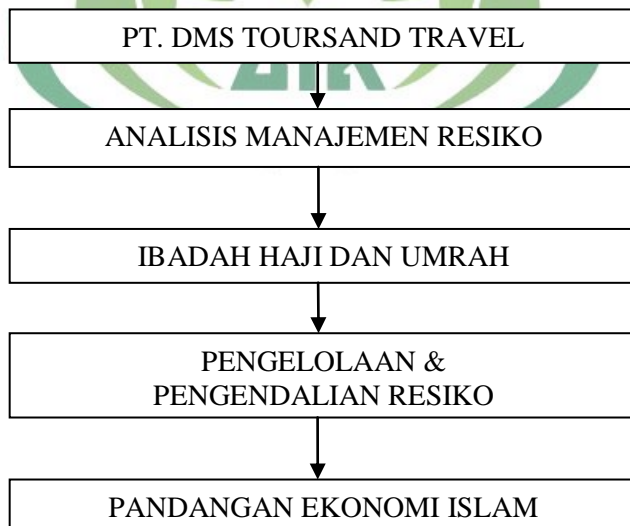 PT. DMS TOURSAND TRAVEL
ANALISIS MANAJEMEN RESIKO
IBADAH HAJI DAN UMRAH
PENGELOLAAN &
PENGENDALIAN RESIKO
PANDANGAN EKONOMI ISLAM